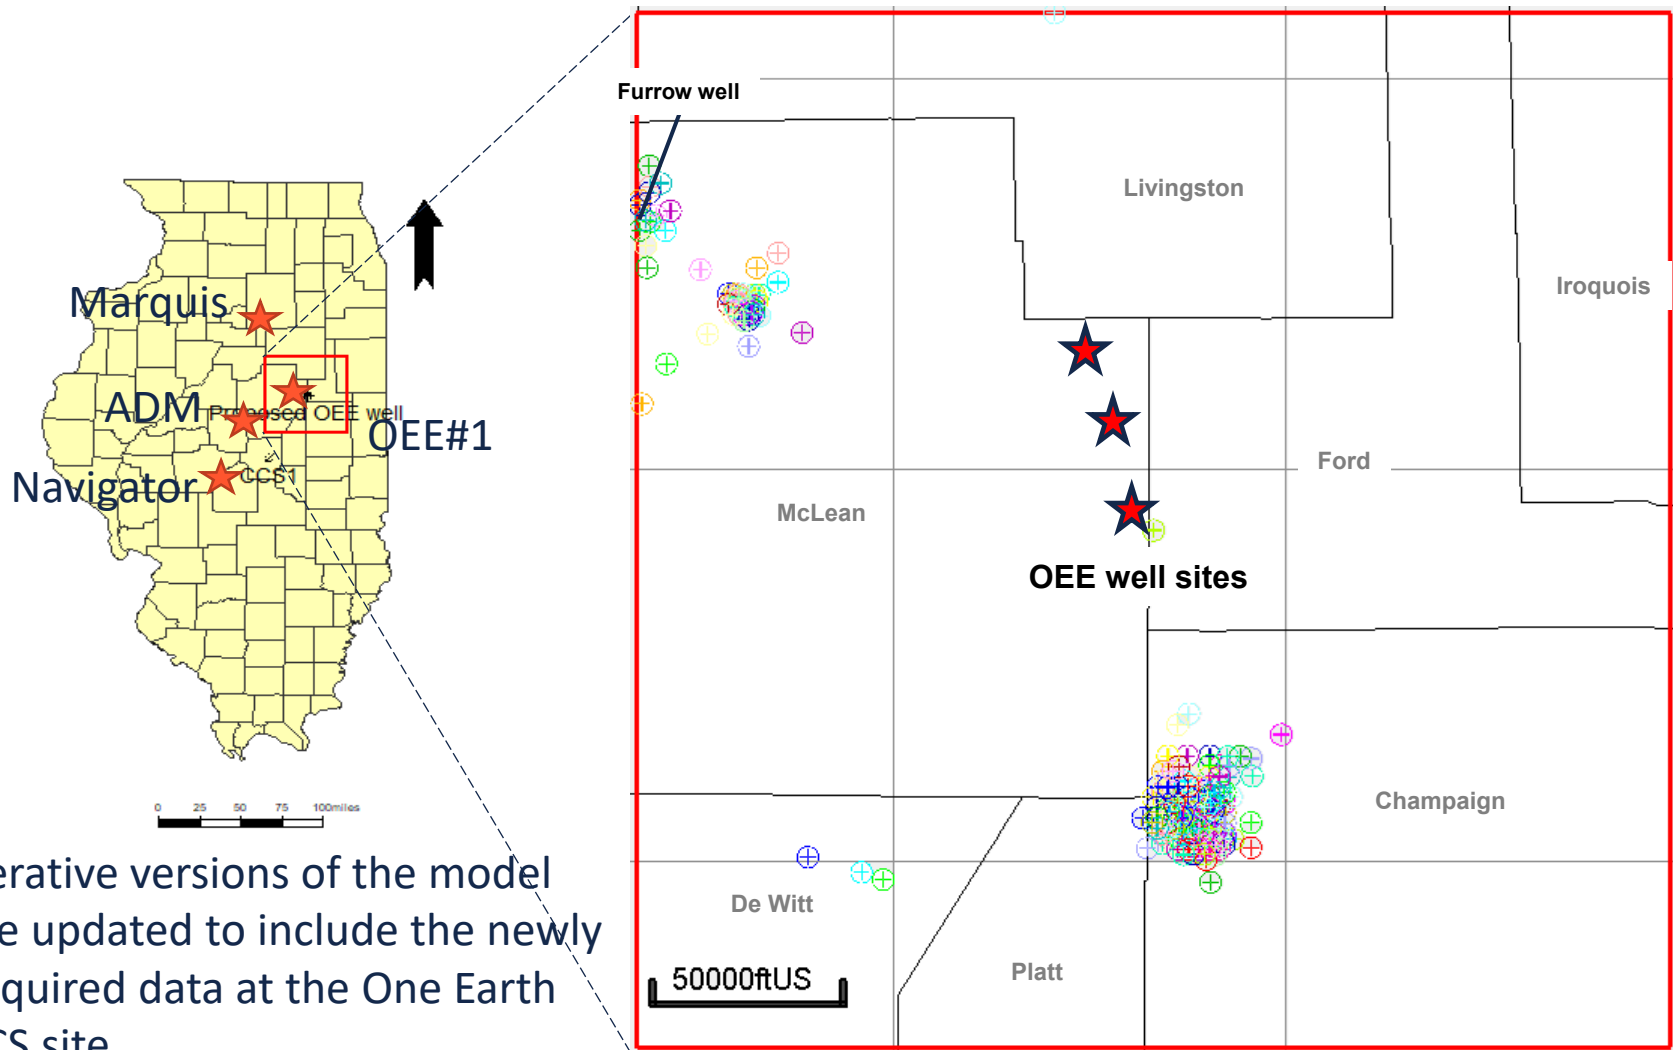 Furrow well
Livingston
Iroquois
Marquis
ADM
Proposed OEE well
OEE#1
Navigator
CCS1
Ford
McLean
OEE well sites
Champaign
De Witt
Platt
50000ftUS
0 25 50 75 100miles
erative versions of the model
e updated to include the newly
quired data at the One Earth
CS site